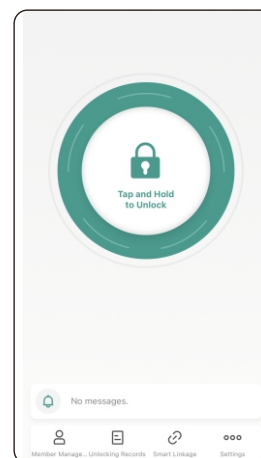 Tap and Hold
to Unlock
No messages.
Member Manage... Unlocking Records Smart Linkage Settings